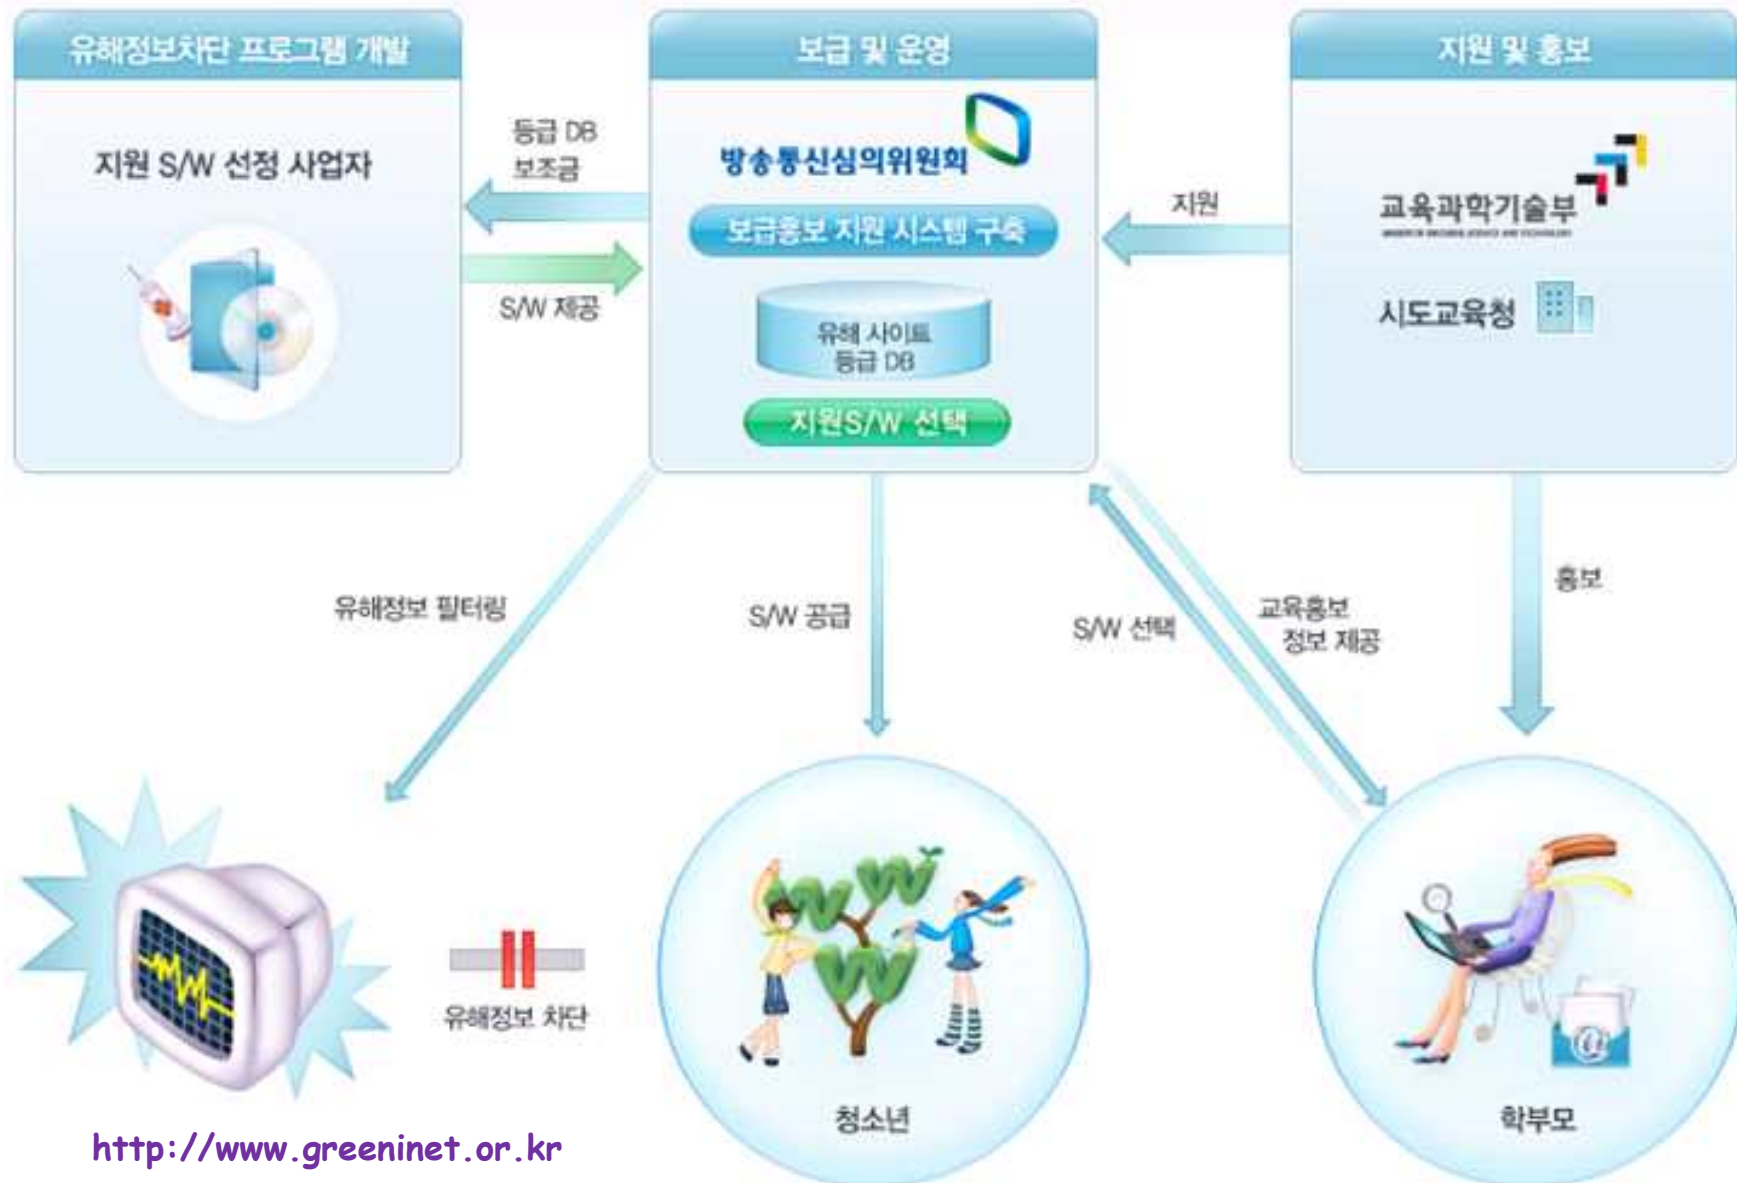 유해정보차단 프로그램 개발
보급 및 운영
지원 및 홍보
지원 S/W 선정 사업자
등급 DB
보조금
S/W 제공
방송통신심의위원회
보급홍보 지원 시스템 구축
유해 사이트
등급 DB
지원S/W 선택
지원
교육과학기술부
시도교육청
유해정보 필터링
S/W 공급
S/W 선택
교육홍보
정보 제공
홍보
유해정보 차단
청소년
학부모
http://www.greeninet.or.kr